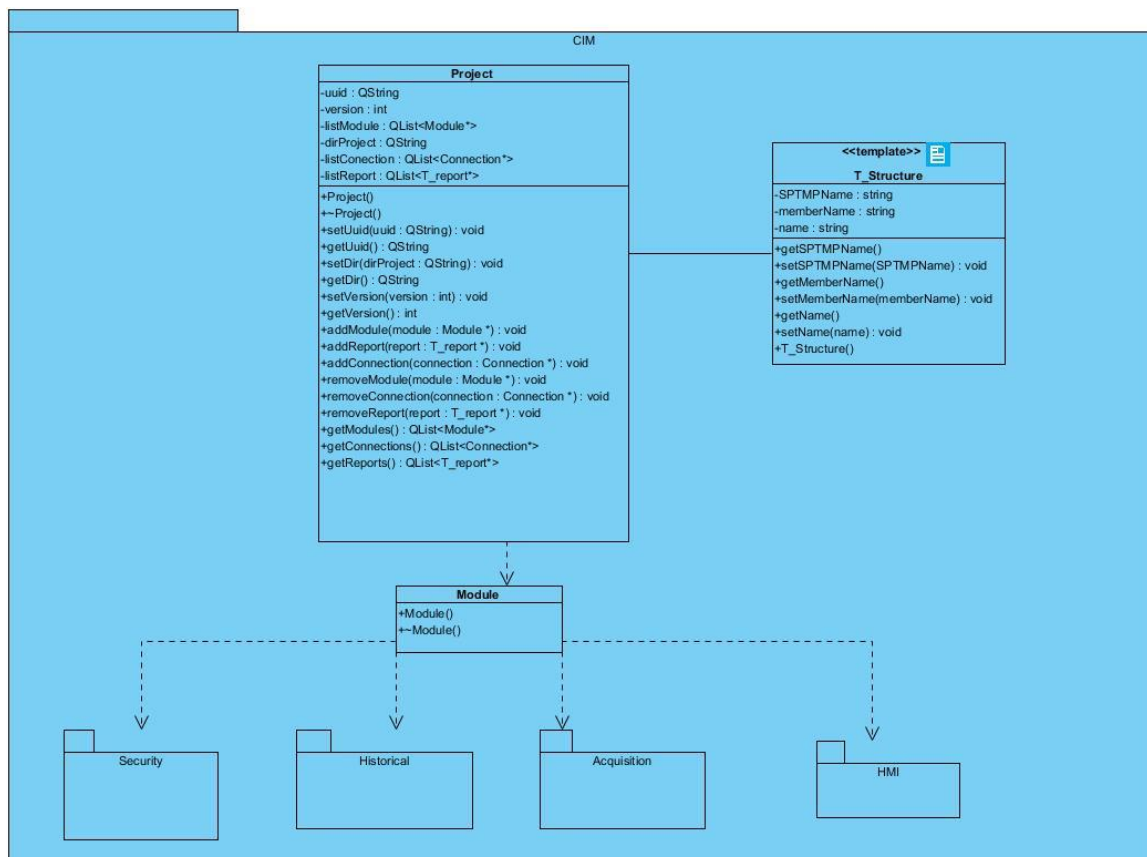 CIM
Project
-uuid : QString
-version : int
-listModule : QList<Module*>
-dirProject : QString
-listConection : QList<Connection*>
-listReport : QList<T_report*>
+Project()
+~Project()
+setUuid(uuid : QString) : void
+getUuid() : QString
+setDir(dirProject : QString) : void
+getDir() : QString
+setVersion(version : int) : void
+getVersion() : int
+addModule(module : Module *) : void
+addReport(report : T_report *) : void
+addConnection(connection : Connection *) : void
+removeModule(module : Module *) : void
+removeConnection(connection : Connection *) : void
+removeReport(report : T_report *) : void
+getModules() : QList<Module*>
+getConnections() : QList<Connection*>
+getReports() : QList<T_report*>
<<template>>
T_Structure
-SPTMPName : string
-memberName : string
-name : string
+getSPTMPName()
+setSPTMPName(SPTMPName) : void
+getMemberName()
+setMemberName(memberName) : void
+getName()
+setName(name) : void
+T_Structure()
Module
+Module()
+~Module()
Security
Historical
Acquisition
HMI